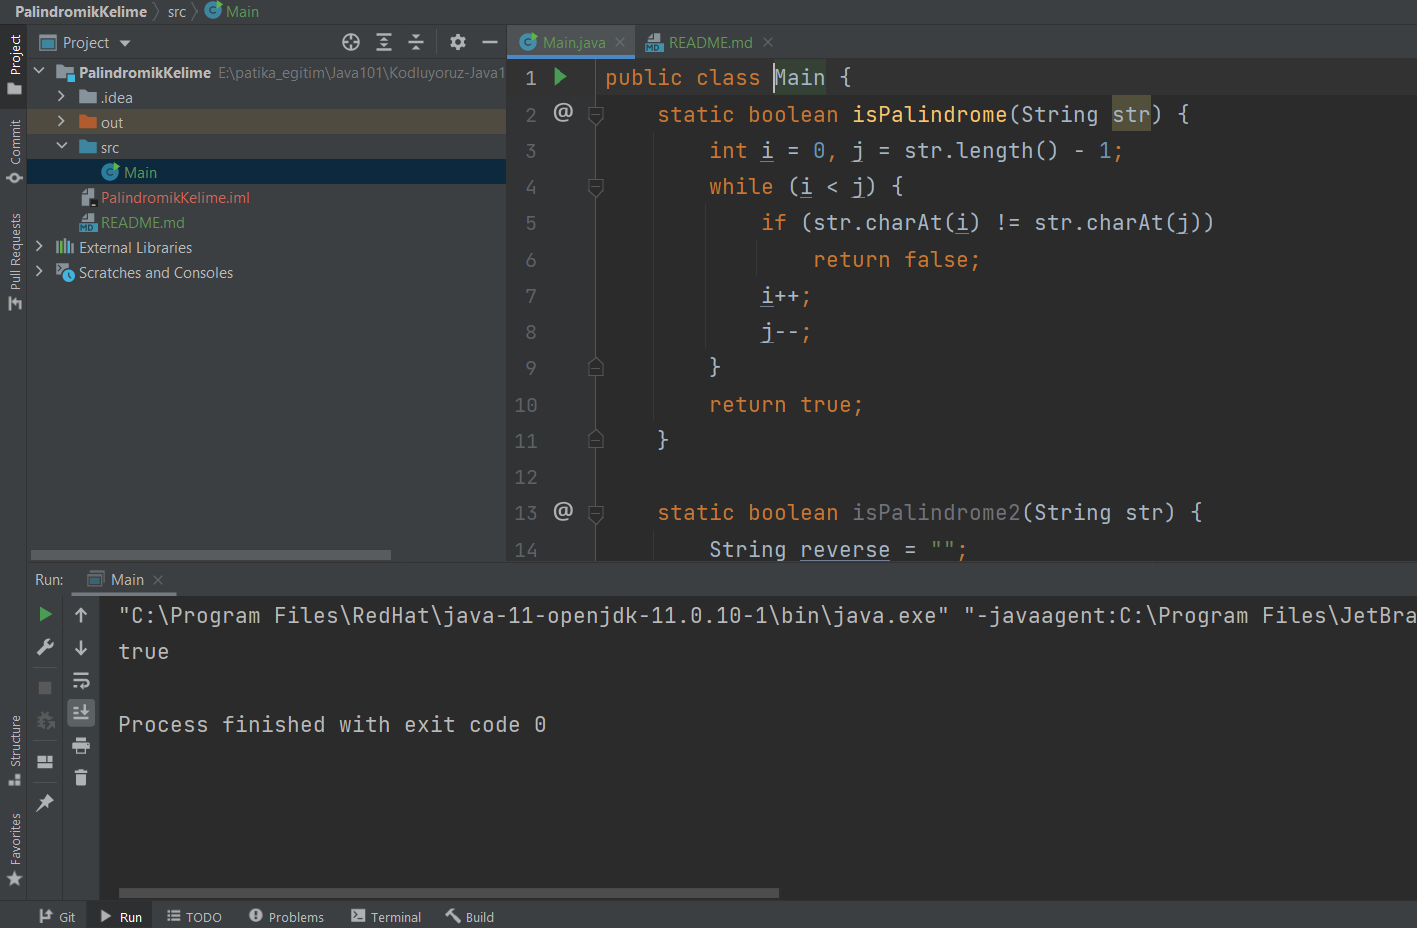 PalindromikKelime src Main
Project
Main.java
README.md
Project
Commit
Pull Requests
Structure
Favorites
PalindromikKelime E:\patika_egitim\Java101\Kodluyoruz-Java1
.idea
out
src
Main
PalindromikKelime.iml
README.md
External Libraries
Scratches and Consoles
1 public class Main {
2 @ static boolean isPalindrome(String str) {
3 int i = 0, j = str.length() - 1;
4 while (i < j) {
5 if (str.charAt(i) != str.charAt(j))
6 return false;
7 i++;
8 j--;
9 }
10 return true;
11 }
12
13 @ static boolean isPalindrome2(String str) {
14 String reverse = "";
Run: Main
"C:\Program Files\RedHat\java-11-openjdk-11.0.10-1\bin\java.exe" "-javaagent:C:\Program Files\JetBra
true
Process finished with exit code 0
Git Run TODO Problems Terminal Build